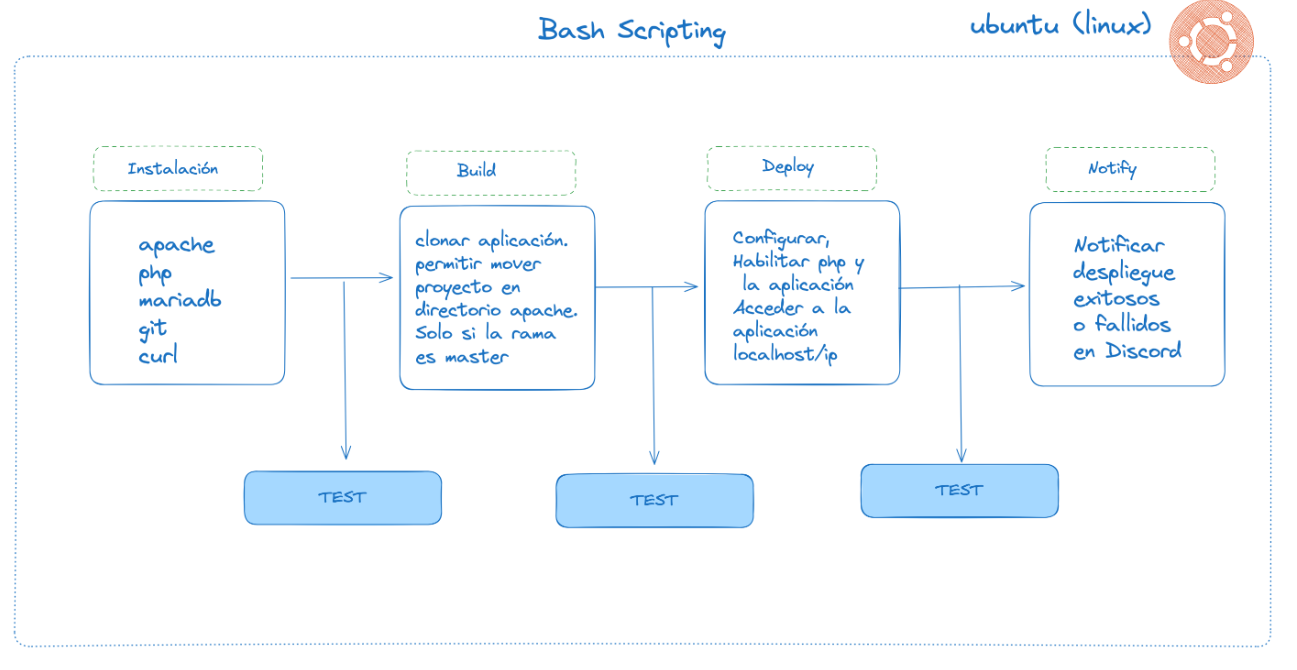 Bash Scripting
ubuntu (linux)
Instalación
Build
Deploy
Notify
apache
php
mariadb
git
curl
clonar aplicación.
permitir mover
proyecto en
directorio apache.
Solo si la rama
es master
Configurar,
Habilitar php y
la aplicación
Acceder a la
aplicación
localhost/ip
Notificar
despliegue
exitosos
o fallidos
en Discord
TEST
TEST
TEST